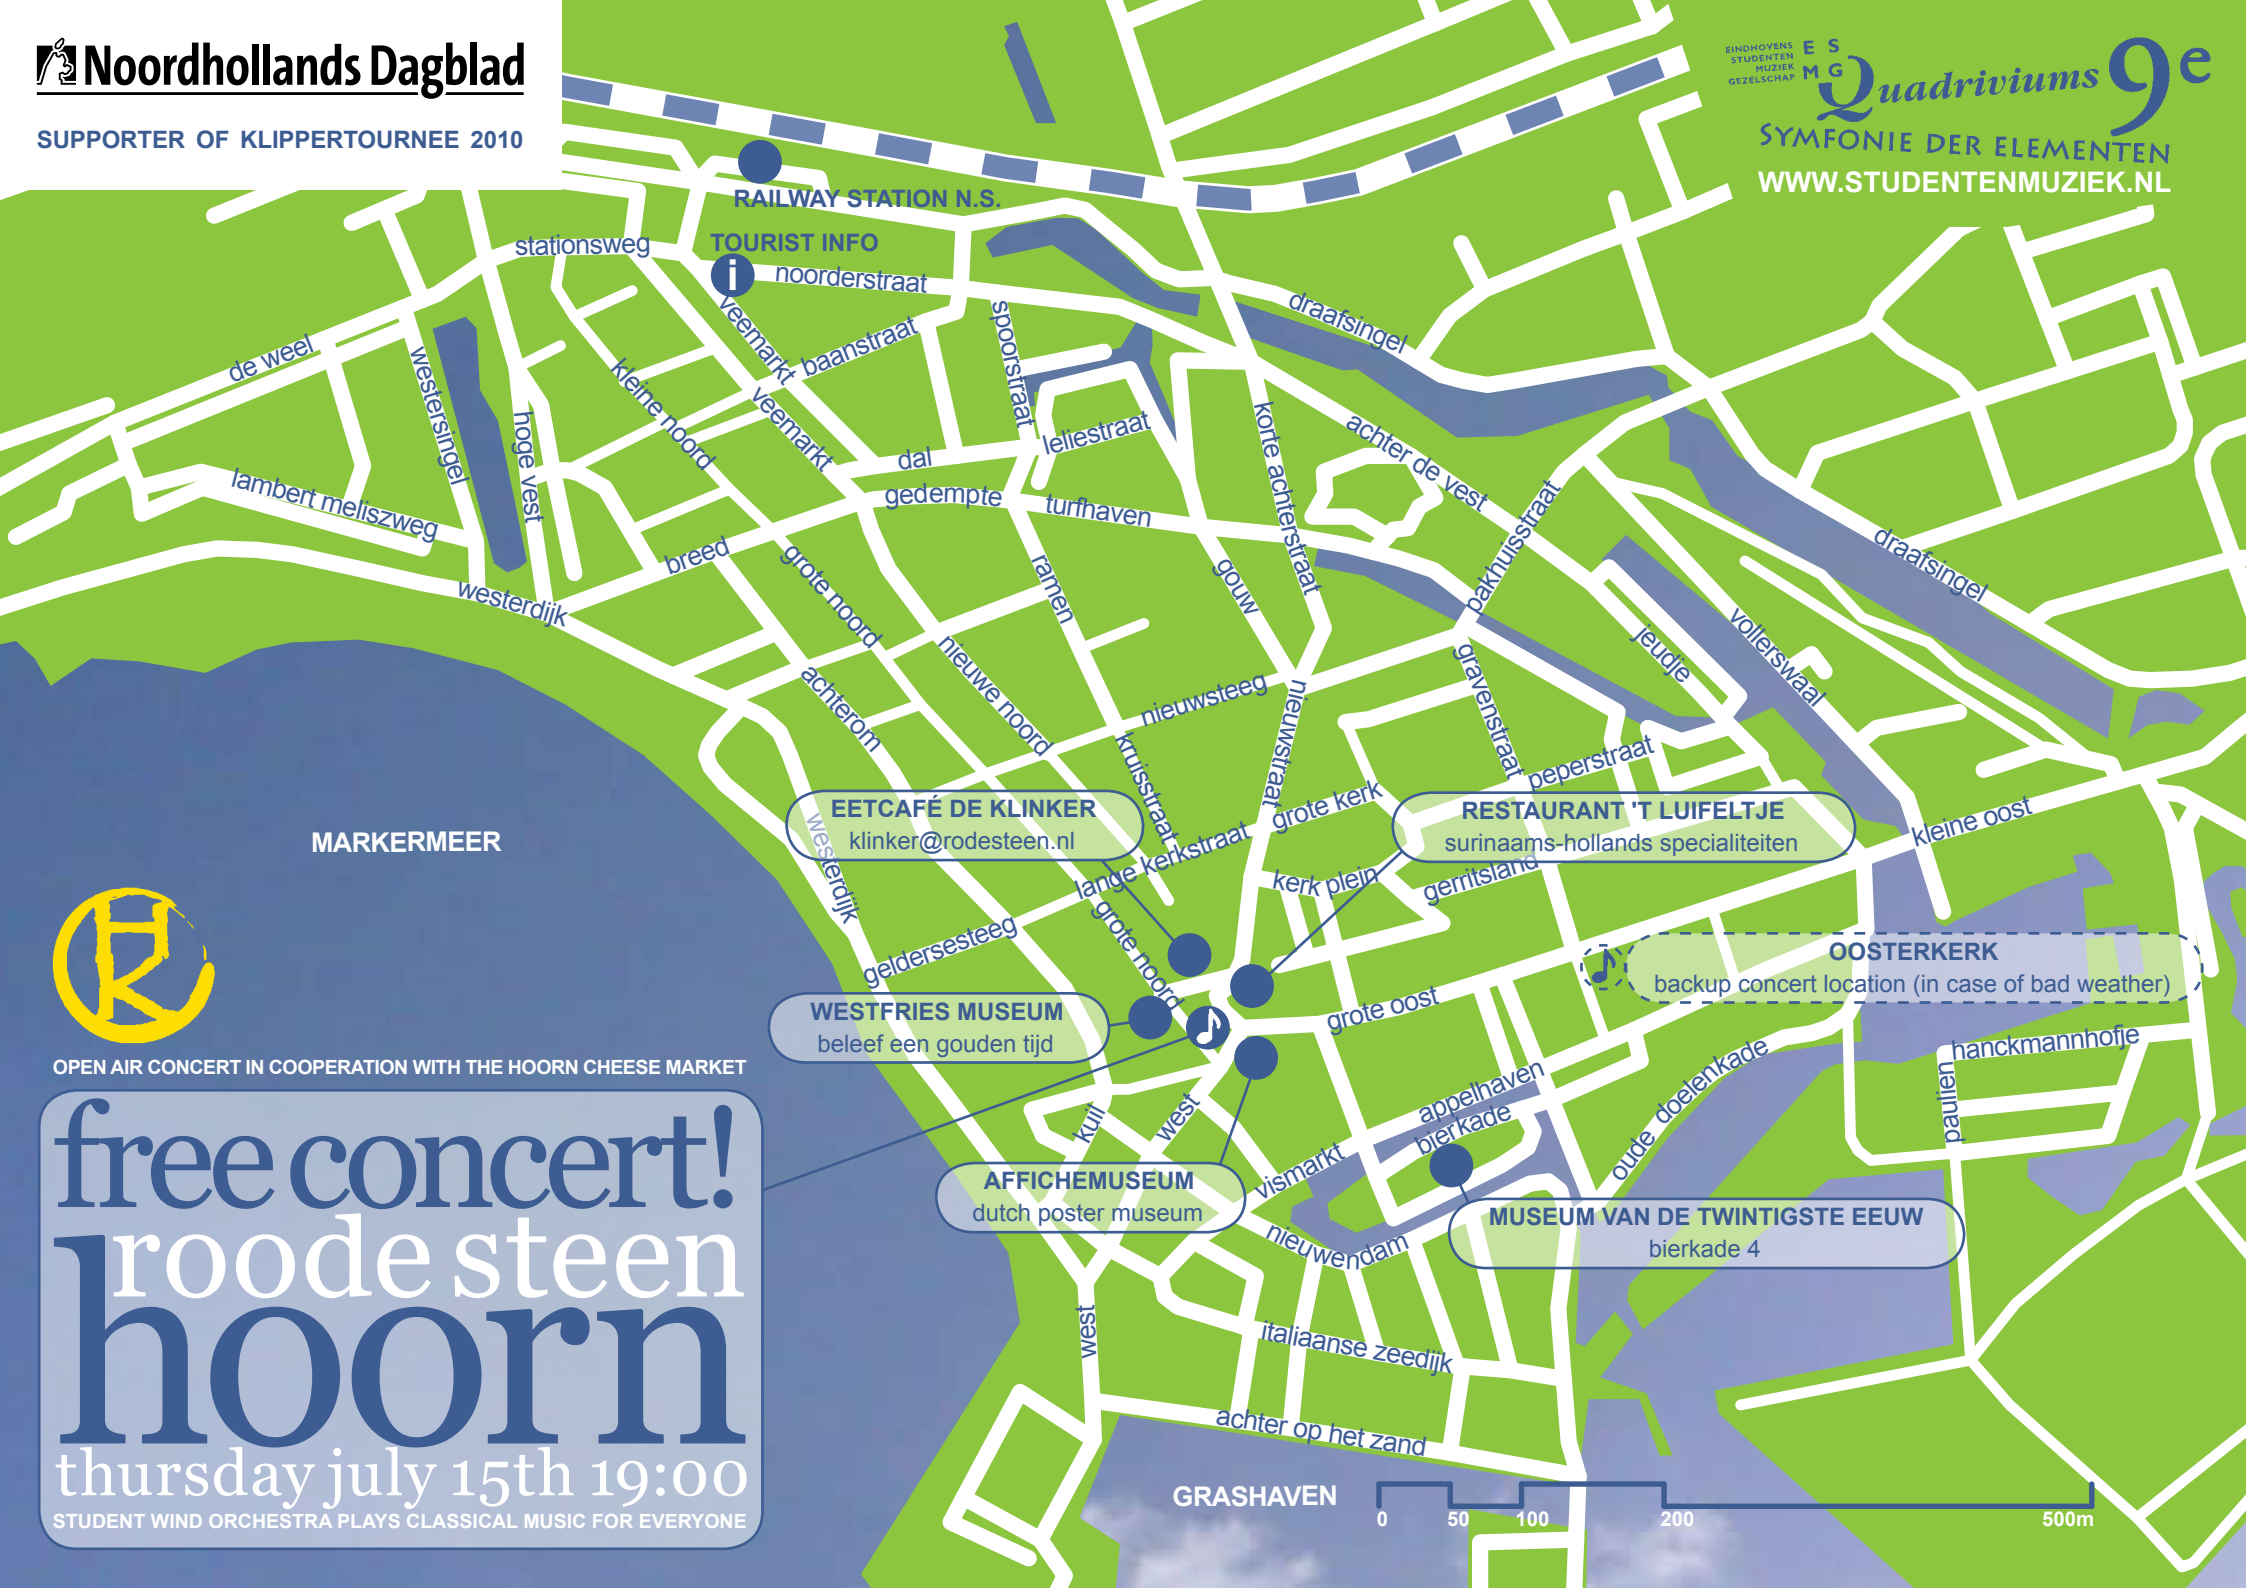 Noordhollands Dagblad
SUPPORTER OF KLIPPERTOURNEE 2010
EINDHOVENS
STUDENTEN
MUZIEK
GEZELSCHAP
E S
M G
Quadriviums 9e
SYMFONIE DER ELEMENTEN
WWW.STUDENTENMUZIEK.NL
RAILWAY STATION N.S.
TOURIST INFO
i
stationsweg
noorderstraat
veemarkt
baanstraat
spoorstraat
draafsingel
de weel
westersingel
hoge vest
kleine noord
veemarkt
dal
leliestraat
korte achterstraat
achter de vest
lambert meliszweg
gedempte
turfhaven
pakhuisstraat
breed
westerdijk
grote noord
ramen
gouw
draafsingel
vollerswaal
jeudje
achterom
nieuwe noord
nieuwsteeg
nieuwstraat
gravenstraat
kruisstraat
peperstraat
grote kerk
EETCAFÉ DE KLINKER
klinker@rodesteen.nl
RESTAURANT 'T LUIFELTJE
surinaams-hollands specialiteiten
kleine oost
MARKERMEER
westerdijk
lange kerkstraat
kerk plein
gerritsland
geldersesteeg
grote noord
OOSTERKERK
backup concert location (in case of bad weather)
WESTFRIES MUSEUM
beleef een gouden tijd
grote oost
hanckmannhofje
pauljen
oude doelenkade
appelhaven
bierkade
kuil
west
vismarkt
AFFICHEMUSEUM
dutch poster museum
MUSEUM VAN DE TWINTIGSTE EEUW
bierkade 4
nieuwendam
west
italiaanse zeedijk
achter op het zand
HK
OPEN AIR CONCERT IN COOPERATION WITH THE HOORN CHEESE MARKET
free concert!
roode steen
hoorn
thursday july 15th 19:00
STUDENT WIND ORCHESTRA PLAYS CLASSICAL MUSIC FOR EVERYONE
GRASHAVEN
0 50 100 200 500m